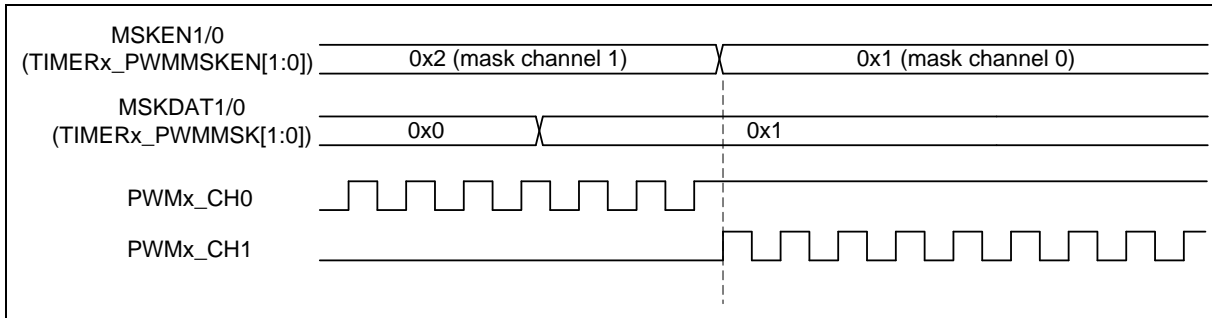 MSKEN1/0
(TIMERx_PWMMSKEN[1:0])
0x2 (mask channel 1)
0x1 (mask channel 0)
MSKDAT1/0
(TIMERx_PWMMSK[1:0])
0x0
0x1
PWMx_CH0
PWMx_CH1